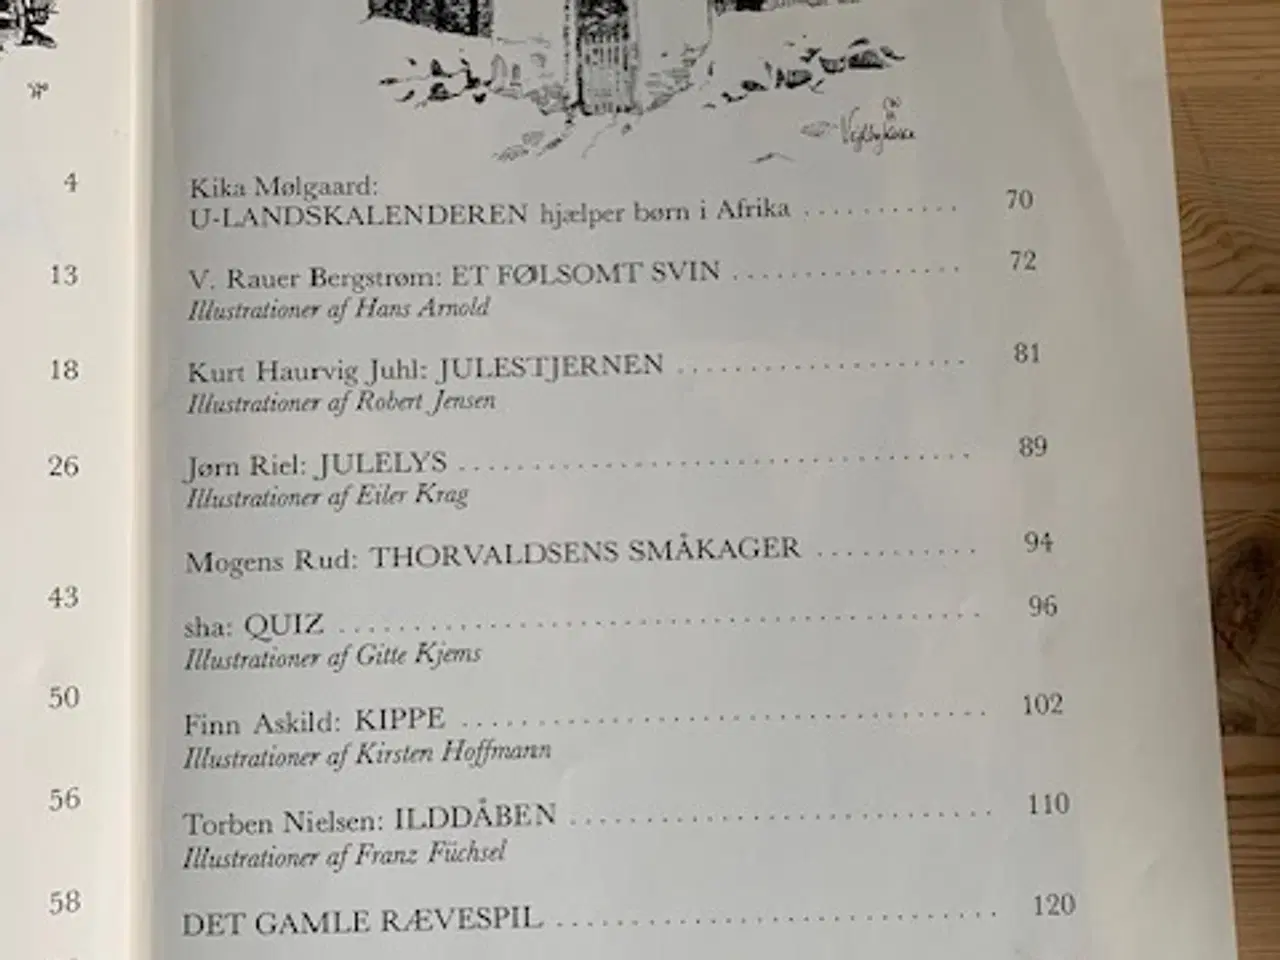 4
13
18
26
43
50
56
58
Kika Mølgaard:
U-LANDSKALENDEREN hjælper børn i Afrika . . . . . . . . . . . 70
V. Rauer Bergstrøm: ET FØLSOMT SVIN . . . . . . . . . . . . . . . . 72
Illustrationer af Hans Arnold
Kurt Haurvig Juhl: JULESTJERNEN . . . . . . . . . . . . . . . . . . . . 81
Illustrationer af Robert Jensen
Jørn Riel: JULELYS . . . . . . . . . . . . . . . . . . . . . . . . . . . . . . . . . . . 89
Illustrationer af Eiler Krag
Mogens Rud: THORVALDSENS SMÅKAGER . . . . . . . . . . . 94
sha: QUIZ . . . . . . . . . . . . . . . . . . . . . . . . . . . . . . . . . . . . . . . . . . . . 96
Illustrationer af Gitte Kjems
Finn Askild: KIPPE . . . . . . . . . . . . . . . . . . . . . . . . . . . . . . . . . . . 102
Illustrationer af Kirsten Hoffmann
Torben Nielsen: ILDDÅBEN . . . . . . . . . . . . . . . . . . . . . . . . . . . . 110
Illustrationer af Franz Füchsel
DET GAMLE RÆVESPIL . . . . . . . . . . . . . . . . . . . . . . . . . . . . . . 120